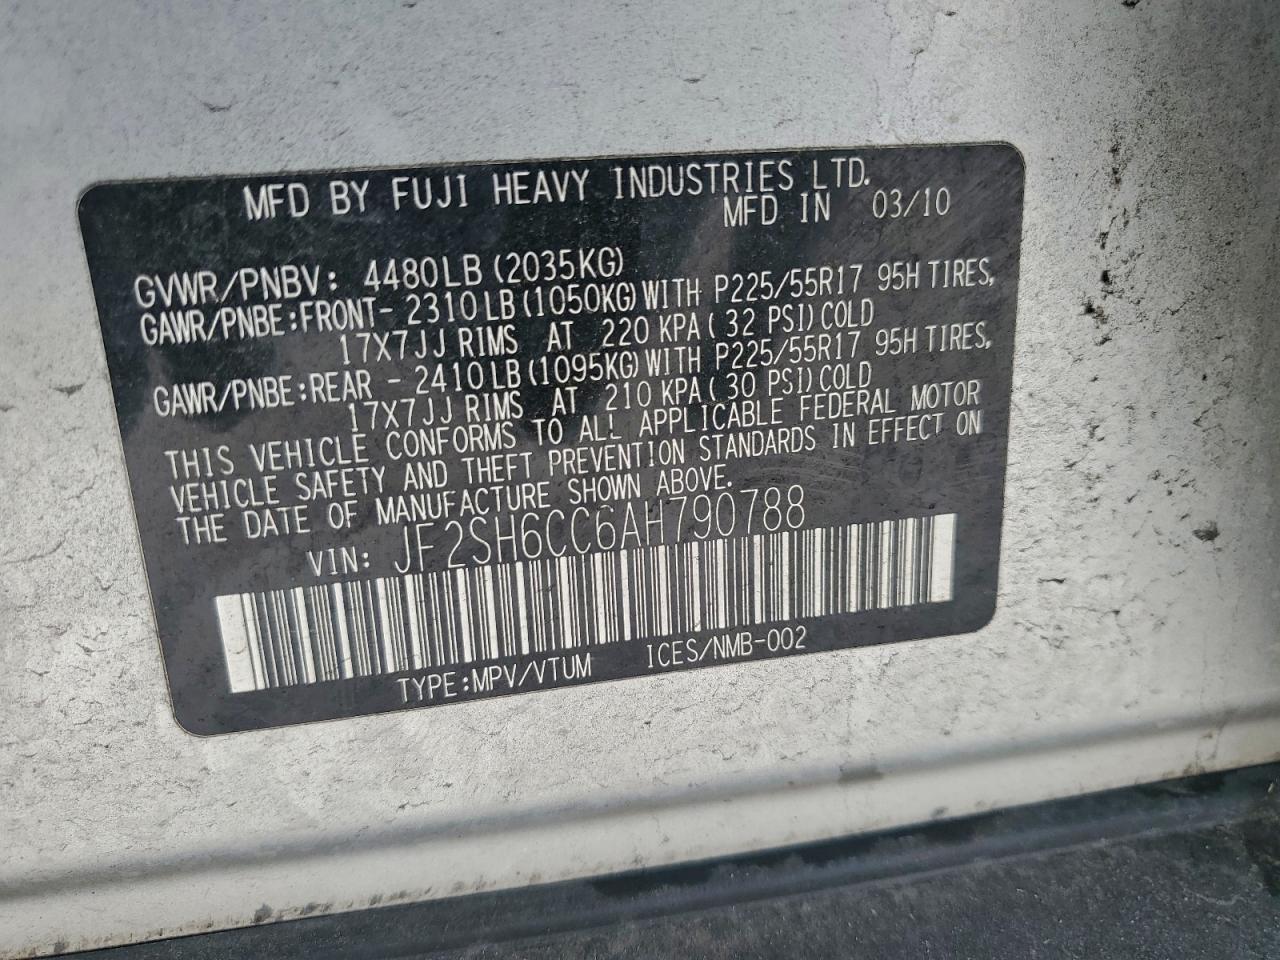 MFD BY FUJI HEAVY INDUSTRIES LTD.
MFD IN 03/10
GVWR/PNBV: 4480LB(2035KG)
GAWR/PNBE:FRONT- 2310LB(1050KG)WITH P225/55R17 95H TIRES,
17X7JJ RIMS AT 220 KPA( 32 PSI)COLD
GAWR/PNBE:REAR - 2410LB(1095KG)WITH P225/55R17 95H TIRES,
17X7JJ RIMS AT 210 KPA( 30 PSI)COLD
THIS VEHICLE CONFORMS TO ALL APPLICABLE FEDERAL MOTOR
VEHICLE SAFETY AND THEFT PREVENTION STANDARDS IN EFFECT ON
THE DATE OF MANUFACTURE SHOWN ABOVE.
VIN: JF2SH6CC6AH790788
TYPE:MPV/VTUM ICES/NMB-002